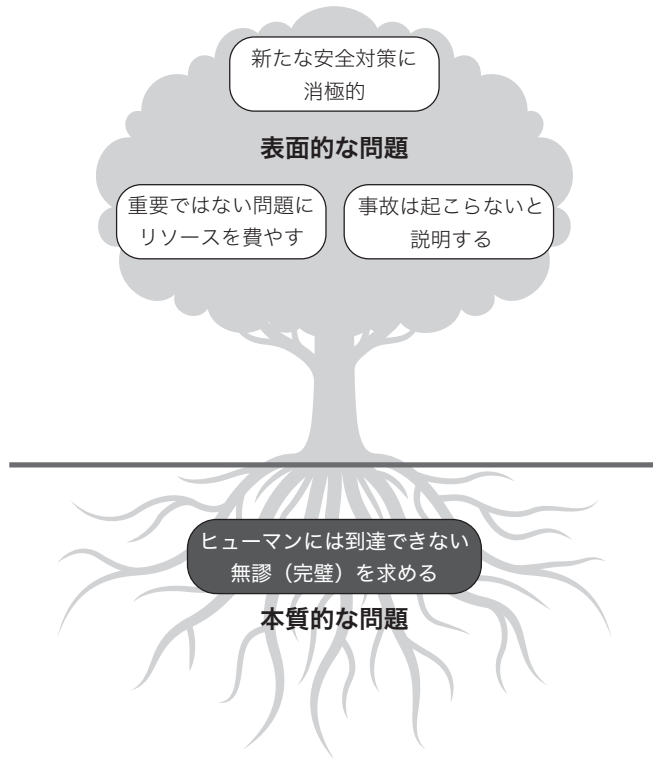 新たな安全対策に
消極的
表面的な問題
重要ではない問題に
リソースを費やす
事故は起こらないと
説明する
ヒューマンには到達できない
無謬（完璧）を求める
本質的な問題